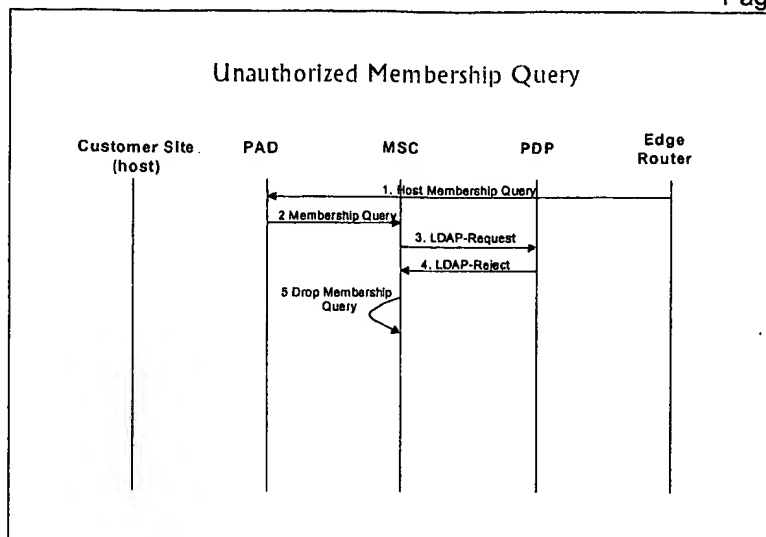 Pag
Unauthorized Membership Query
Customer Site
(host)
PAD
MSC
PDP
Edge
Router
1. Host Membership Query
2 Membership Query
3. LDAP-Request
4. LDAP-Reject
5 Drop Membership
Query